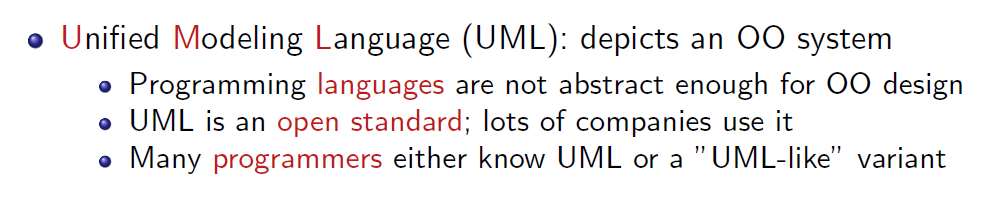 Unified Modeling Language (UML): depicts an OO system
Programming languages are not abstract enough for OO design
UML is an open standard; lots of companies use it
Many programmers either know UML or a "UML-like" variant